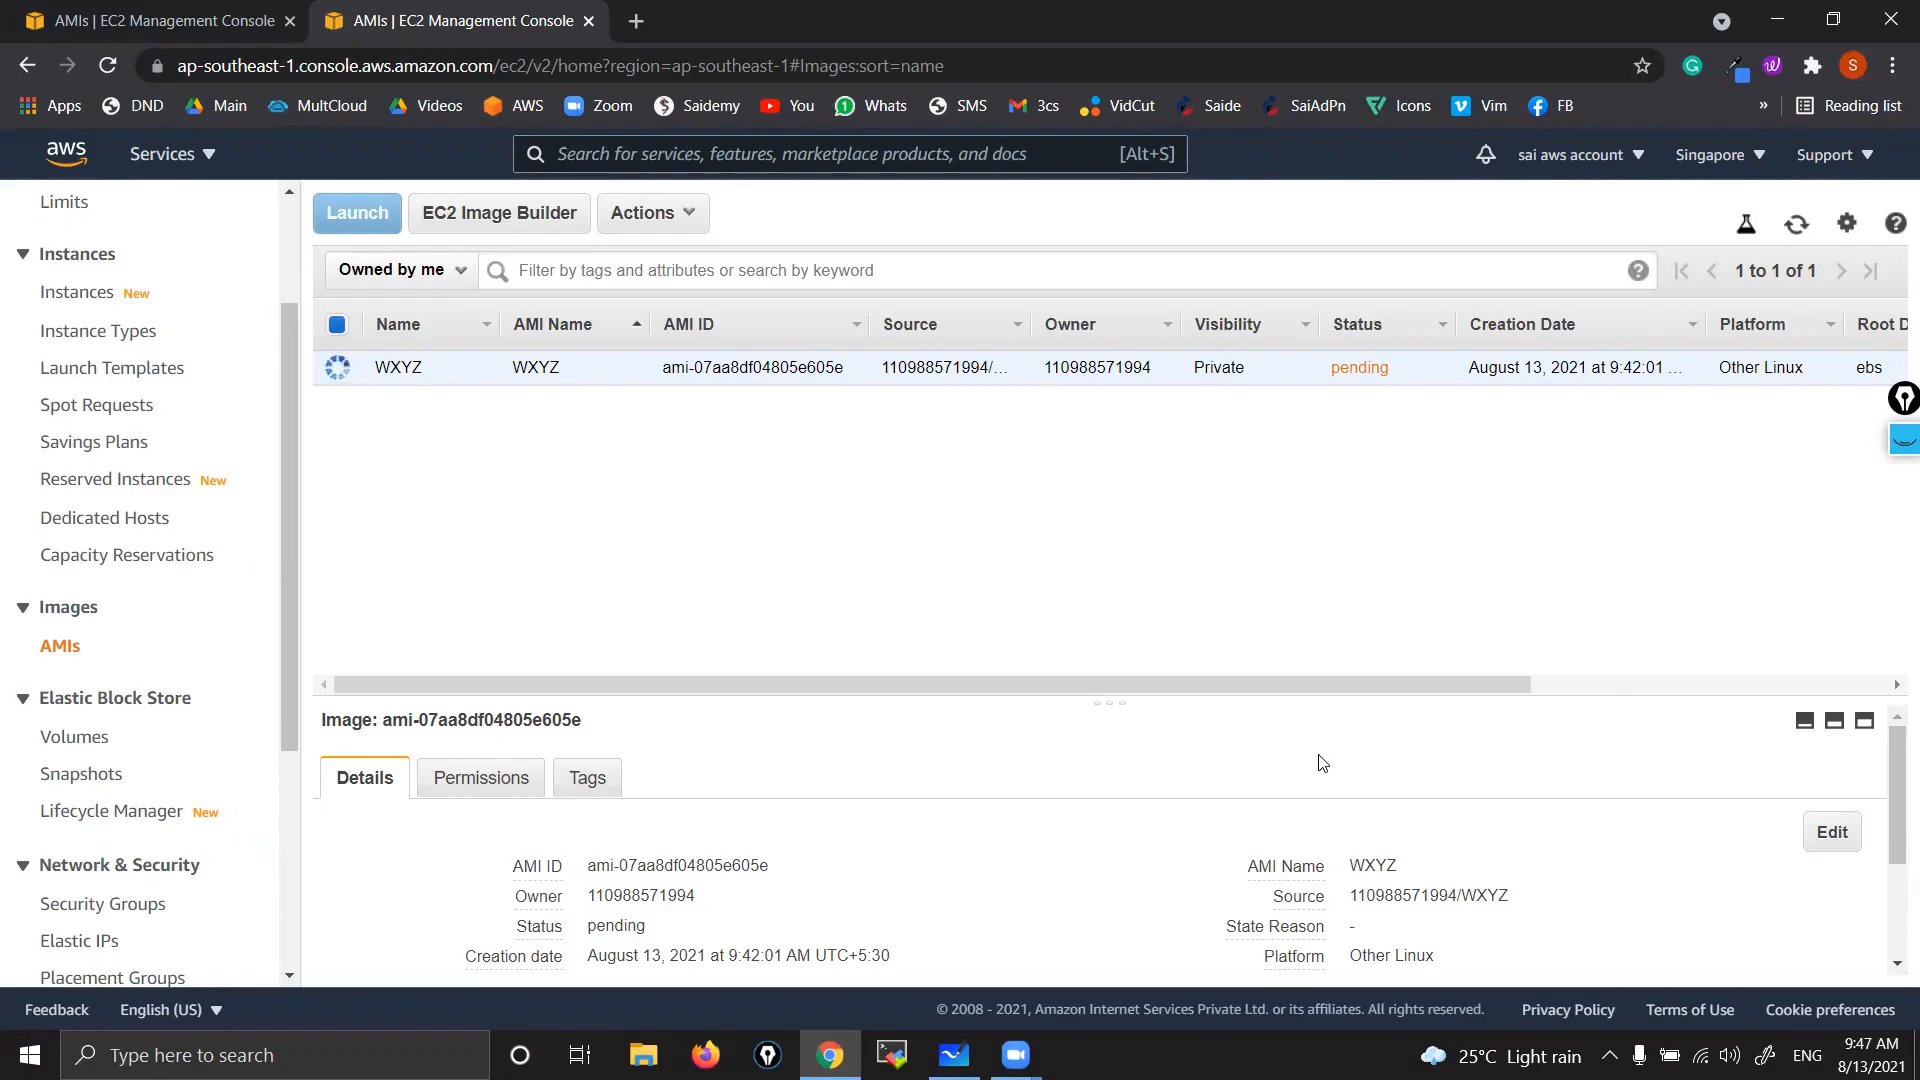 AMIs | EC2 Management Console
AMIs | EC2 Management Console
ap-southeast-1.console.aws.amazon.com/ec2/v2/home?region=ap-southeast-1#Images:sort=name
S
Apps DND Main MultCloud Videos AWS Zoom Saidemy You Whats SMS 3cs VidCut Saide SaiAdPn Icons Vim FB » Reading list
aws Services Search for services, features, marketplace products, and docs [Alt+S] sai aws account Singapore Support
Limits
Instances
Instances New
Instance Types
Launch Templates
Spot Requests
Savings Plans
Reserved Instances New
Dedicated Hosts
Capacity Reservations
Images
AMIs
Elastic Block Store
Volumes
Snapshots
Lifecycle Manager New
Network & Security
Security Groups
Elastic IPs
Placement Groups
Launch EC2 Image Builder Actions
Owned by me Filter by tags and attributes or search by keyword 1 to 1 of 1
Name AMI Name AMI ID Source Owner Visibility Status Creation Date Platform Root D
WXYZ WXYZ ami-07aa8df04805e605e 110988571994/... 110988571994 Private pending August 13, 2021 at 9:42:01 ... Other Linux ebs
Image: ami-07aa8df04805e605e
Details Permissions Tags
Edit
AMI ID ami-07aa8df04805e605e AMI Name WXYZ
Owner 110988571994 Source 110988571994/WXYZ
Status pending State Reason -
Creation date August 13, 2021 at 9:42:01 AM UTC+5:30 Platform Other Linux
Feedback English (US) © 2008 - 2021, Amazon Internet Services Private Ltd. or its affiliates. All rights reserved. Privacy Policy Terms of Use Cookie preferences
Type here to search 25°C Light rain ENG 9:47 AM
8/13/2021